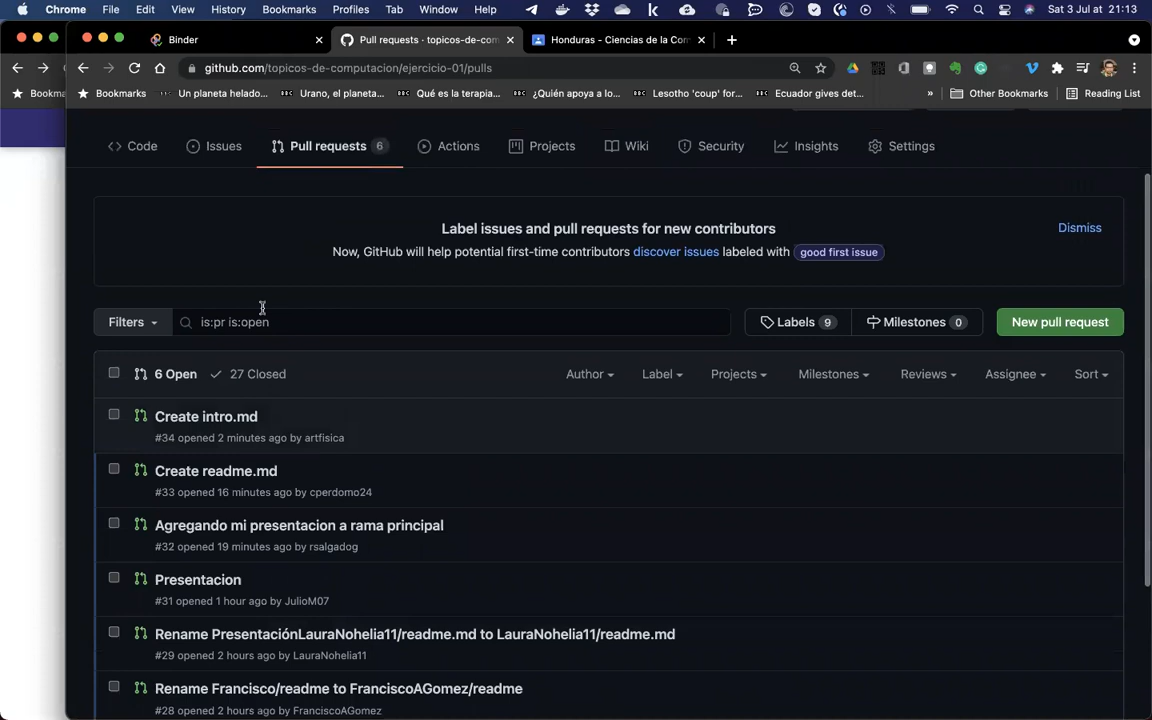 Chrome File Edit View History Bookmarks Profiles Tab Window Help Sat 3 Jul at 21:13
Binder Pull requests · topicos-de-com Honduras - Ciencias de la Com
github.com/topicos-de-computacion/ejercicio-01/pulls
Bookma Bookmarks Un planeta helado... Urano, el planeta... Qué es la terapia... ¿Quién apoya a lo... Lesotho 'coup' for... Ecuador gives det... » Other Bookmarks Reading List
Code Issues Pull requests 6 Actions Projects Wiki Security Insights Settings
Label issues and pull requests for new contributors
Dismiss
Now, GitHub will help potential first-time contributors discover issues labeled with good first issue
Filters is:pr is:open Labels 9 Milestones 0 New pull request
6 Open 27 Closed Author Label Projects Milestones Reviews Assignee Sort
Create intro.md
#34 opened 2 minutes ago by artfisica
Create readme.md
#33 opened 16 minutes ago by cperdomo24
Agregando mi presentacion a rama principal
#32 opened 19 minutes ago by rsalgadog
Presentacion
#31 opened 1 hour ago by JulioM07
Rename PresentaciónLauraNohelia11/readme.md to LauraNohelia11/readme.md
#29 opened 2 hours ago by LauraNohelia11
Rename Francisco/readme to FranciscoAGomez/readme
#28 opened 2 hours ago by FranciscoAGomez